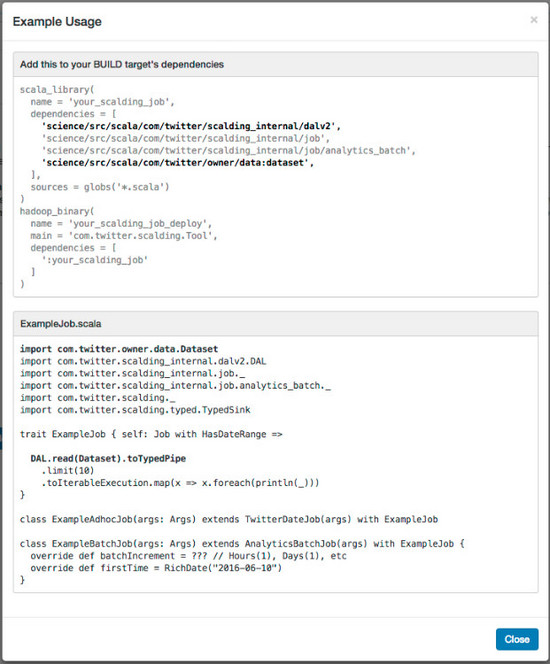 Example Usage
×
Add this to your BUILD target's dependencies
scala_library(
  name = 'your_scalding_job',
  dependencies = [
    'science/src/scala/com/twitter/scalding_internal/dalv2',
    'science/src/scala/com/twitter/scalding_internal/job',
    'science/src/scala/com/twitter/scalding_internal/job/analytics_batch',
    'science/src/scala/com/twitter/owner/data:dataset',
  ],
  sources = globs('*.scala')
)
hadoop_binary(
  name = 'your_scalding_job_deploy',
  main = 'com.twitter.scalding.Tool',
  dependencies = [
    ':your_scalding_job'
  ]
)
ExampleJob.scala
import com.twitter.owner.data.Dataset
import com.twitter.scalding_internal.dalv2.DAL
import com.twitter.scalding_internal.job._
import com.twitter.scalding_internal.job.analytics_batch._
import com.twitter.scalding._
import com.twitter.scalding.typed.TypedSink
trait ExampleJob { self: Job with HasDateRange =>
  DAL.read(Dataset).toTypedPipe
    .limit(10)
    .toIterableExecution.map(x => x.foreach(println(_)))
}
class ExampleAdhocJob(args: Args) extends TwitterDateJob(args) with ExampleJob
class ExampleBatchJob(args: Args) extends AnalyticsBatchJob(args) with ExampleJob {
  override def batchIncrement = ??? // Hours(1), Days(1), etc
  override def firstTime = RichDate("2016-06-10")
}
Close